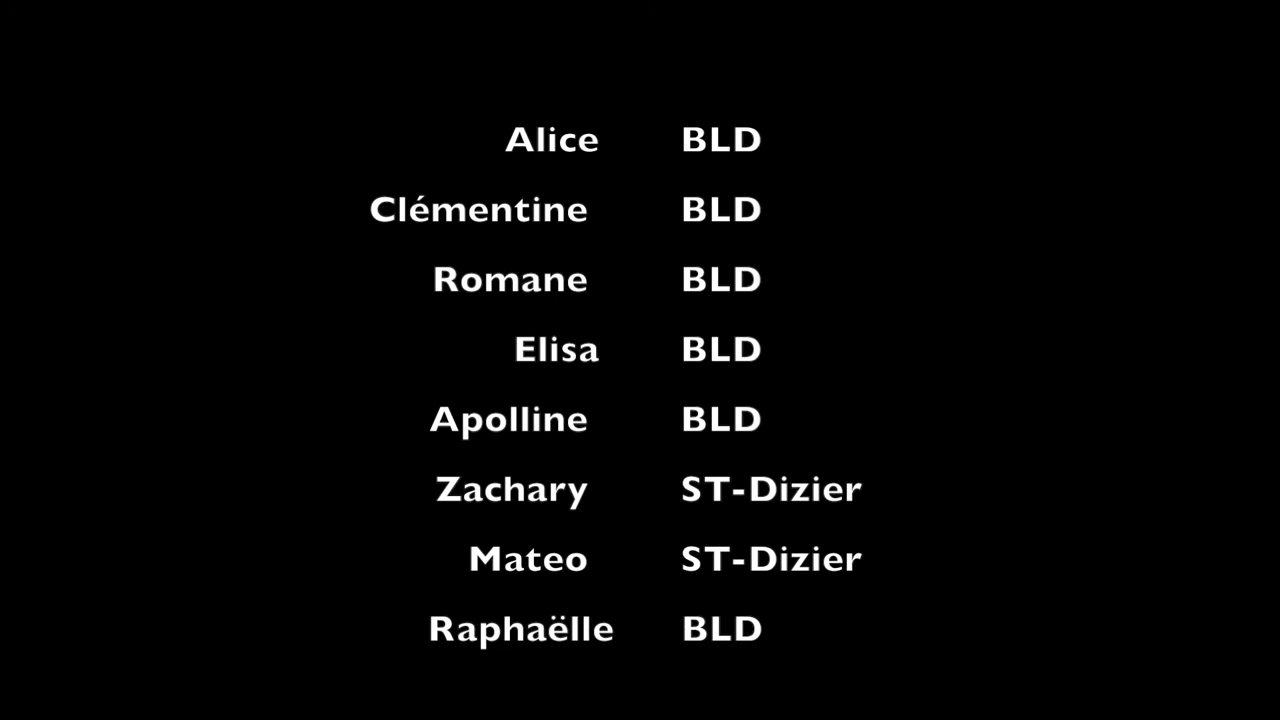 Alice BLD
Clémentine BLD
Romane BLD
Elisa BLD
Apolline BLD
Zachary ST-Dizier
Mateo ST-Dizier
Raphaëlle BLD